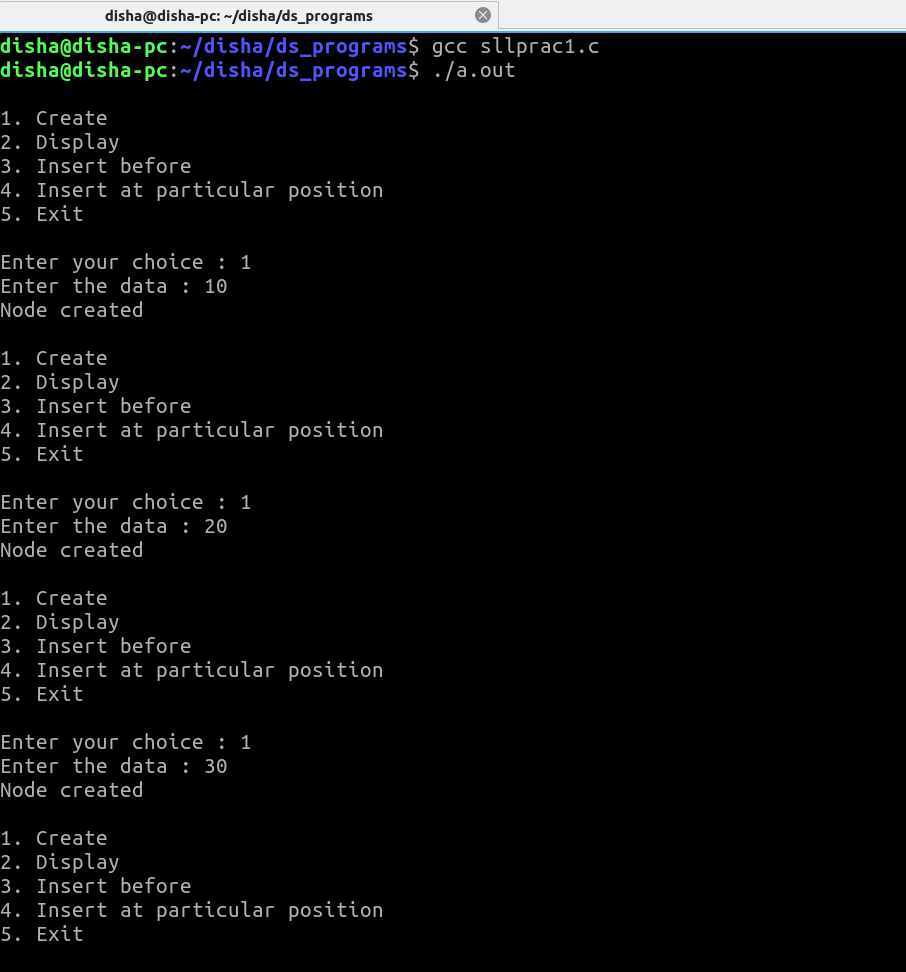 disha@disha-pc: ~/disha/ds_programs
disha@disha-pc:~/disha/ds_programs$ gcc sllprac1.c
disha@disha-pc:~/disha/ds_programs$ ./a.out
1. Create
2. Display
3. Insert before
4. Insert at particular position
5. Exit
Enter your choice : 1
Enter the data : 10
Node created
1. Create
2. Display
3. Insert before
4. Insert at particular position
5. Exit
Enter your choice : 1
Enter the data : 20
Node created
1. Create
2. Display
3. Insert before
4. Insert at particular position
5. Exit
Enter your choice : 1
Enter the data : 30
Node created
1. Create
2. Display
3. Insert before
4. Insert at particular position
5. Exit